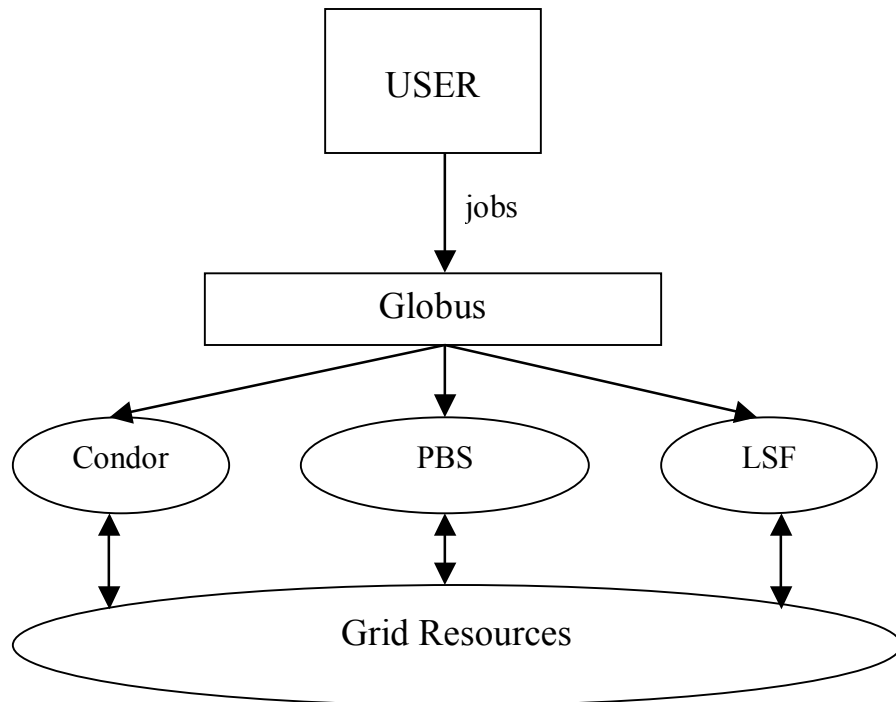 USER
jobs
Globus
Condor
PBS
LSF
Grid Resources